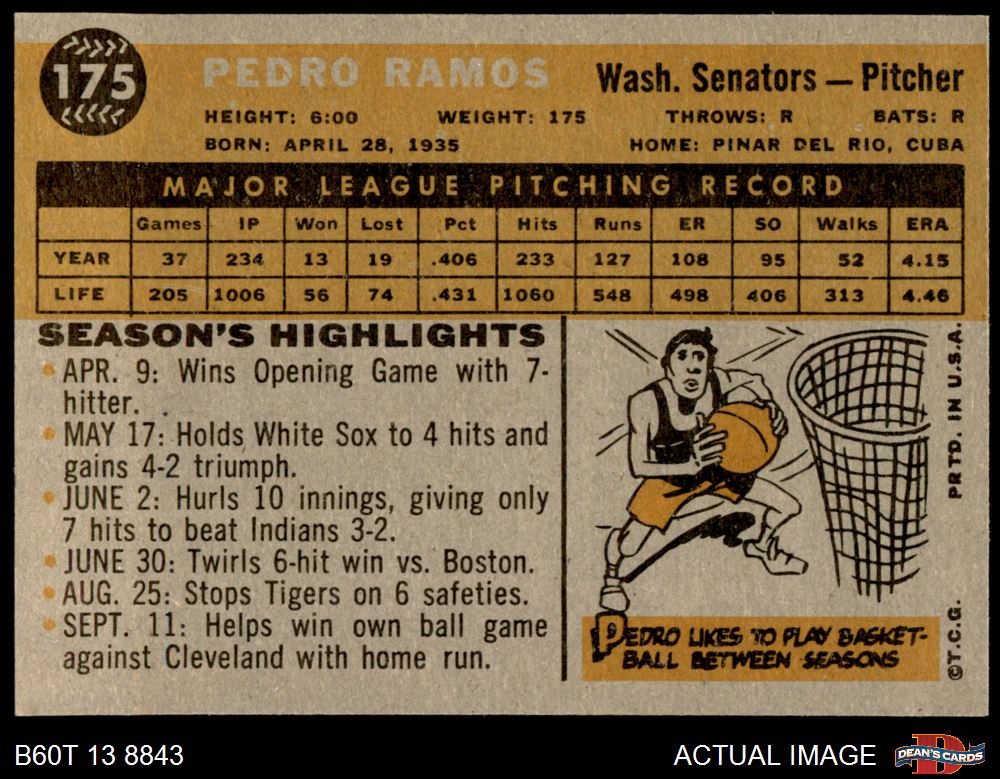 175
PEDRO RAMOS
Wash. Senators — Pitcher
HEIGHT: 6:00 WEIGHT: 175 THROWS: R BATS: R
BORN: APRIL 28, 1935 HOME: PINAR DEL RIO, CUBA
MAJOR LEAGUE PITCHING RECORD
Games IP Won Lost Pct Hits Runs ER SO Walks ERA
YEAR 37 234 13 19 .406 233 127 108 95 52 4.15
LIFE 205 1006 56 74 .431 1060 548 498 406 313 4.46
SEASON'S HIGHLIGHTS
• APR. 9: Wins Opening Game with 7-
hitter.
• MAY 17: Holds White Sox to 4 hits and
gains 4-2 triumph.
• JUNE 2: Hurls 10 innings, giving only
7 hits to beat Indians 3-2.
• JUNE 30: Twirls 6-hit win vs. Boston.
• AUG. 25: Stops Tigers on 6 safeties.
• SEPT. 11: Helps win own ball game
against Cleveland with home run.
PEDRO LIKES TO PLAY BASKET-
BALL BETWEEN SEASONS
©T.C.G. PRTD. IN U.S.A.
B60T 13 8843
ACTUAL IMAGE
DEAN'S CARDS